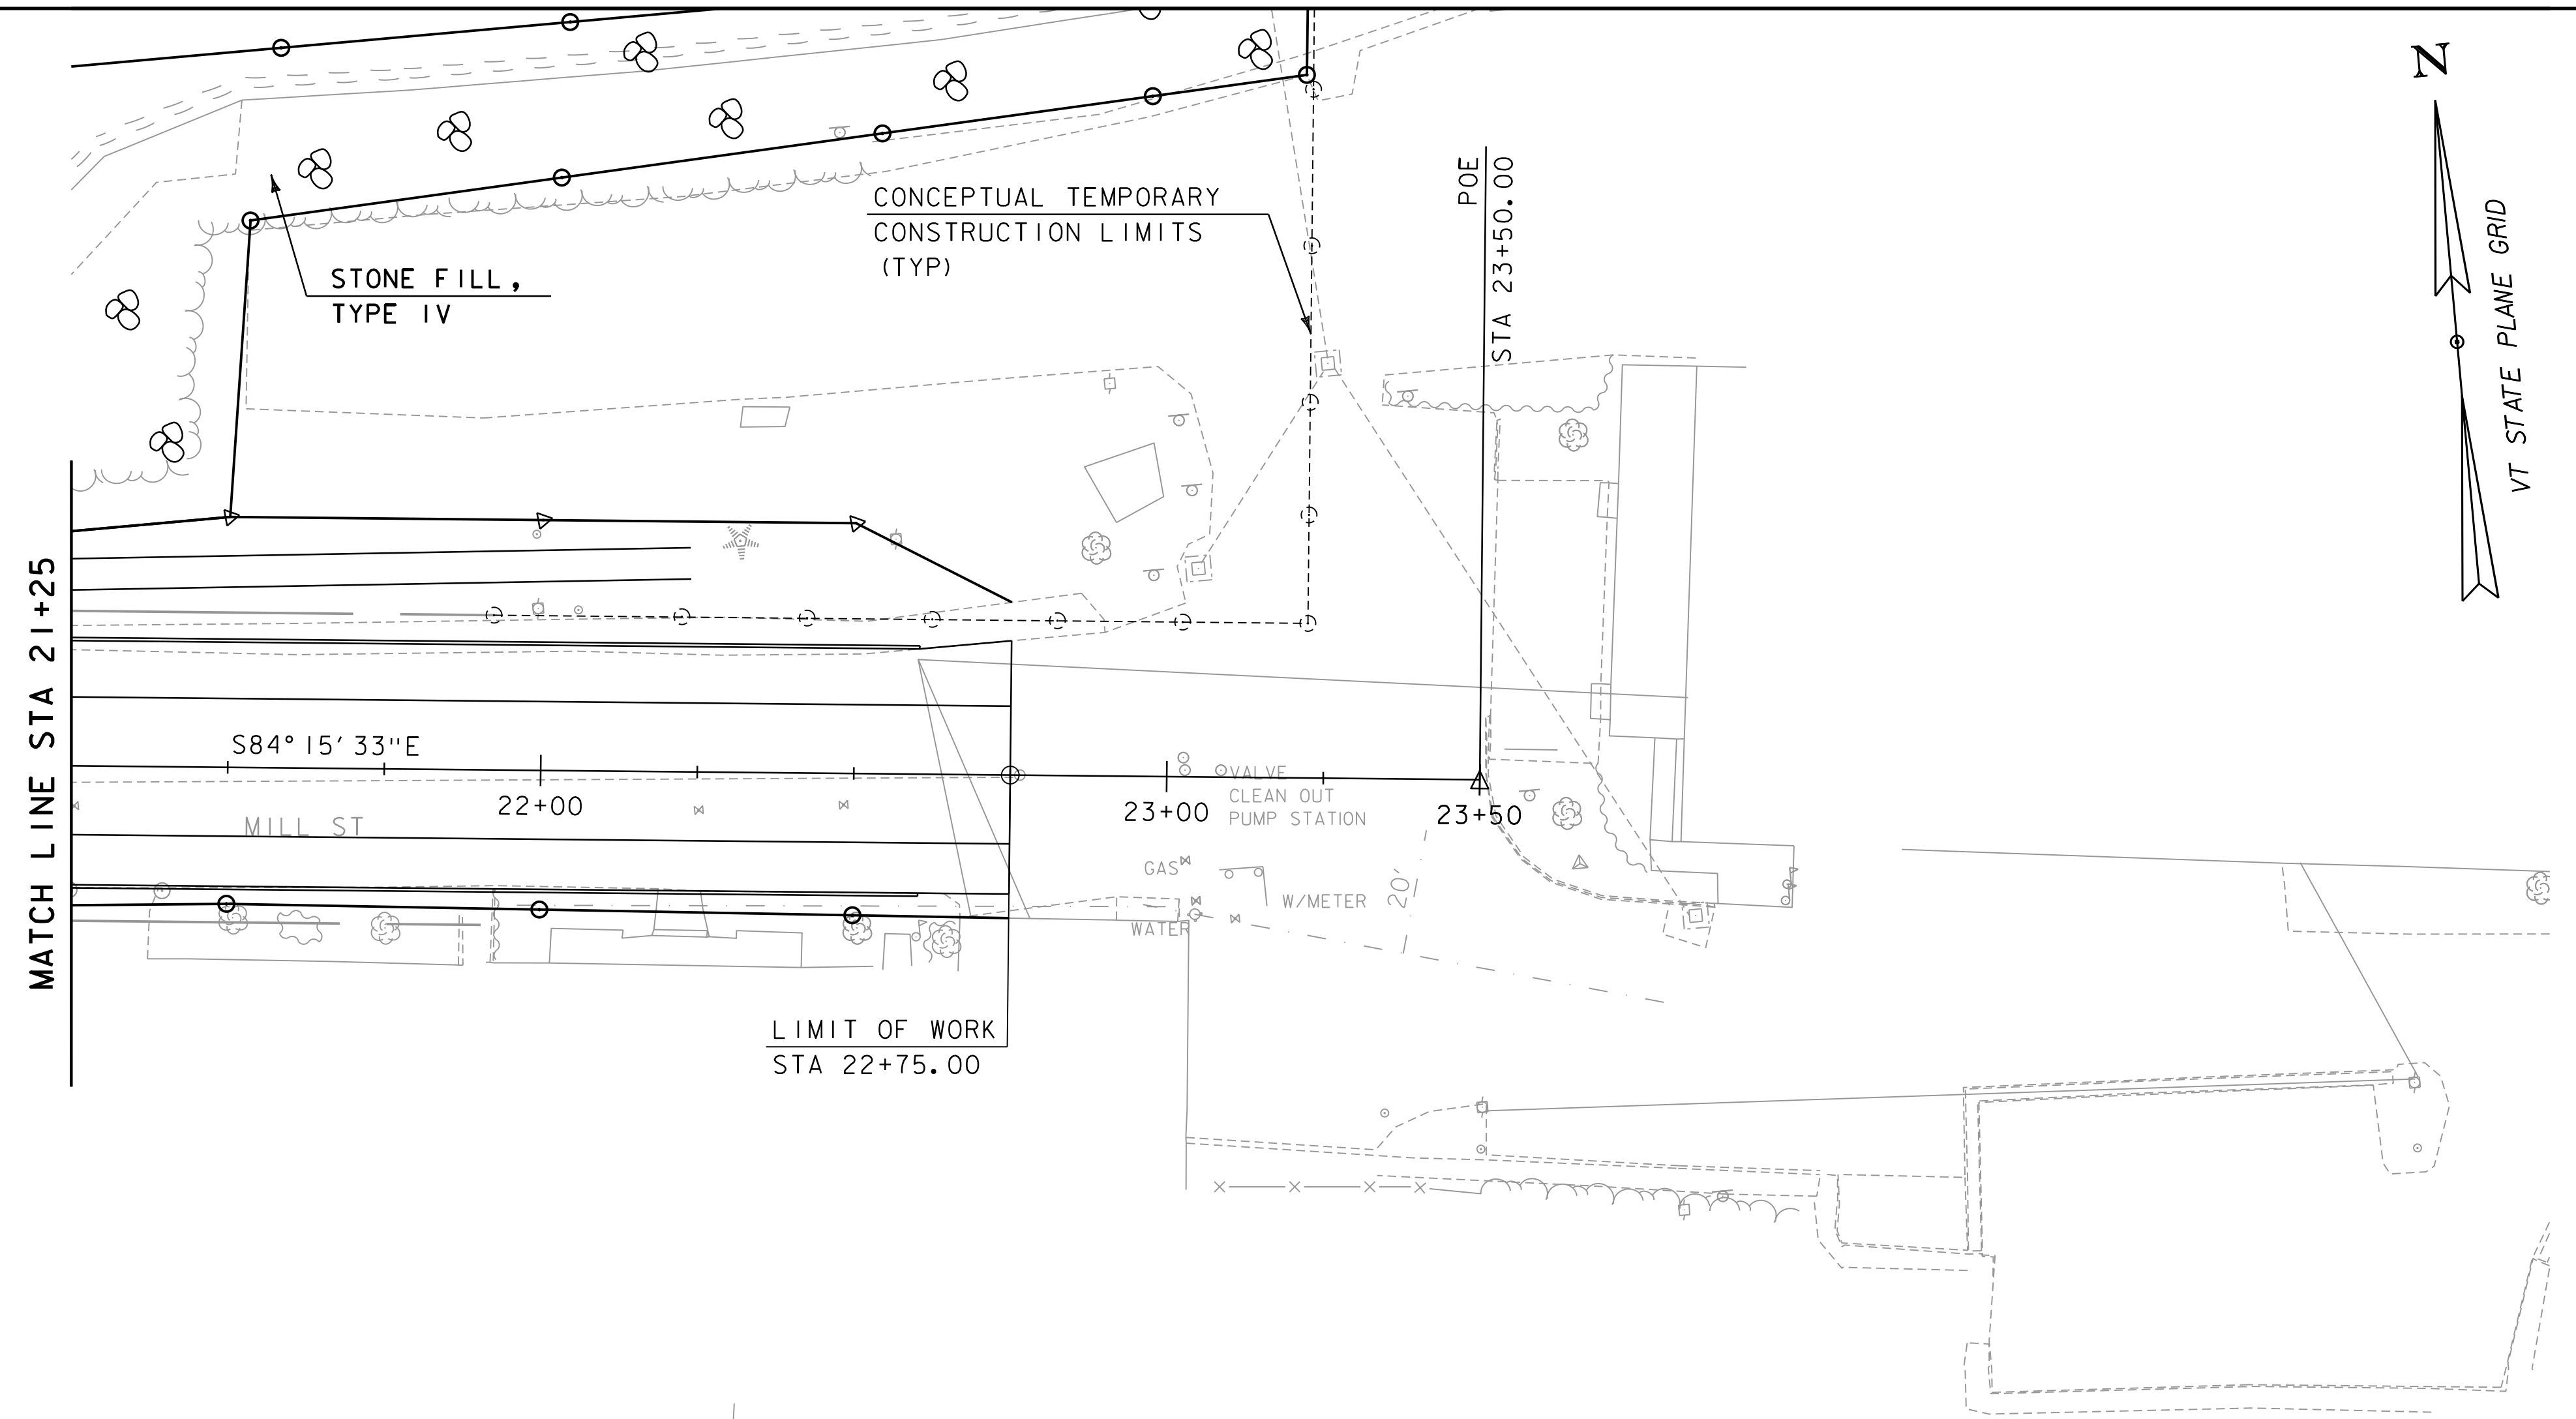 N
VT STATE PLANE GRID
CONCEPTUAL TEMPORARY
CONSTRUCTION LIMITS
(TYP)
POE
STA 23+50.00
STONE FILL,
TYPE IV
MATCH LINE STA 21+25
S84°15'33"E
22+00
23+00
23+50
VALVE
CLEAN OUT
PUMP STATION
MILL ST
GAS
W/METER
20'
WATER
LIMIT OF WORK
STA 22+75.00